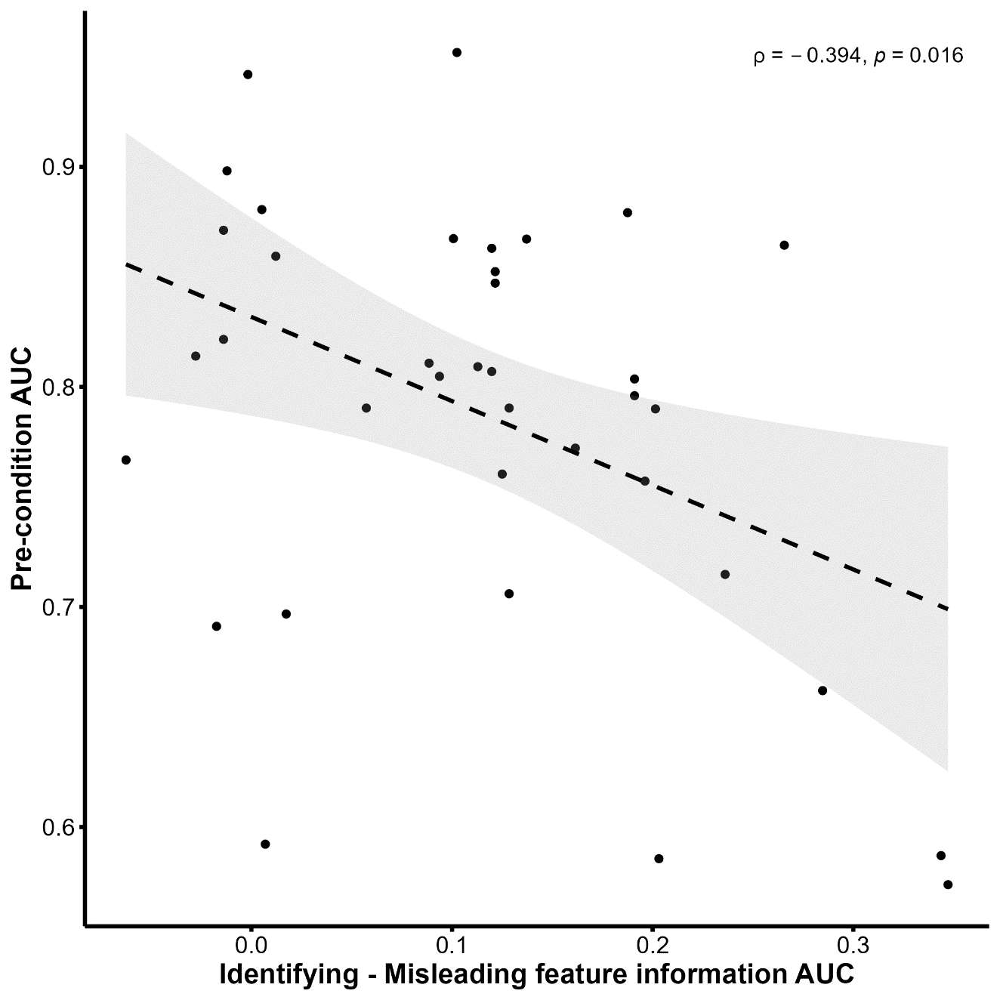 ρ = − 0.394, p = 0.016
0.9
0.8
0.7
0.6
Pre-condition AUC
0.0 0.1 0.2 0.3
Identifying - Misleading feature information AUC